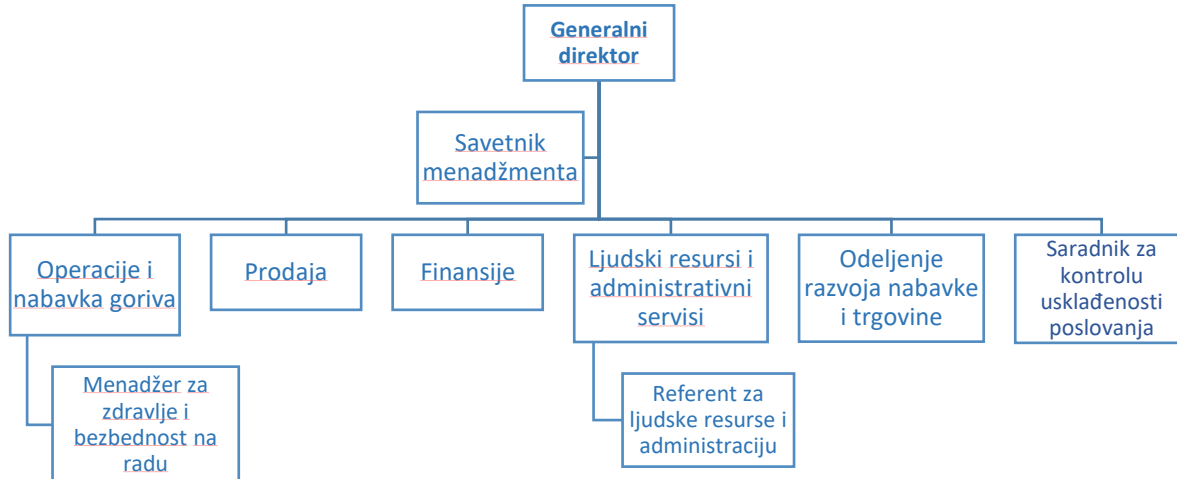 Generalni
direktor
Savetnik
menadžmenta
Operacije i
nabavka goriva
Prodaja
Finansije
Ljudski resursi i
administrativni
servisi
Odeljenje
razvoja nabavke
i trgovine
Saradnik za
kontrolu
usklađenosti
poslovanja
Menadžer za
zdravlje i
bezbednost na
radu
Referent za
ljudske resurse i
administraciju